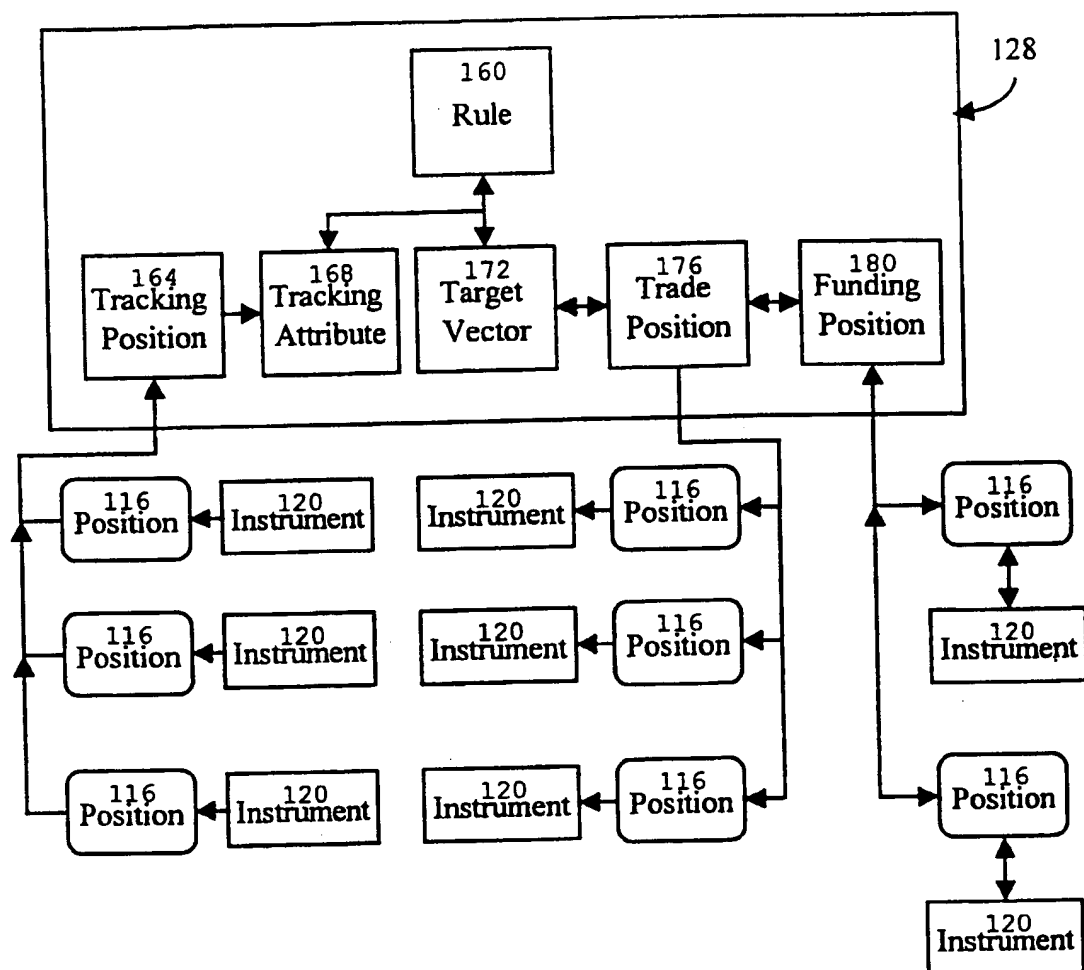 128
160
Rule
164
Tracking
Position
168
Tracking
Attribute
172
Target
Vector
176
Trade
Position
180
Funding
Position
116
Position
120
Instrument
120
Instrument
116
Position
116
Position
120
Instrument
116
Position
120
Instrument
120
Instrument
116
Position
120
Instrument
116
Position
120
Instrument
120
Instrument
116
Position
116
Position
120
Instrument